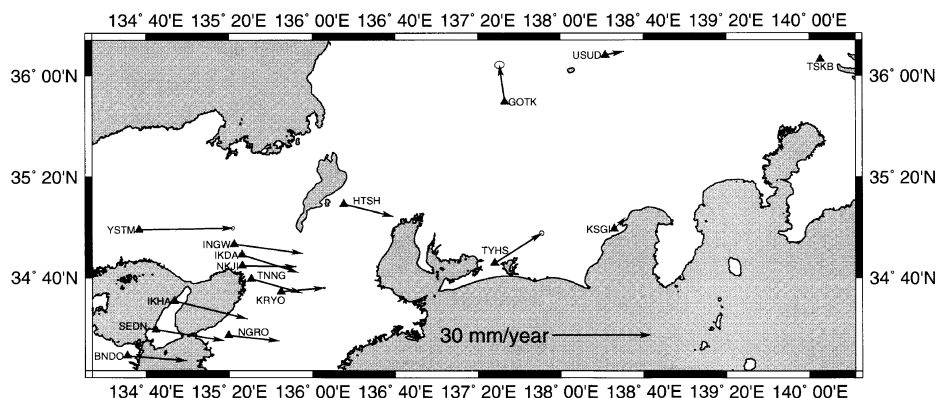 134˚40'E 135˚20'E 136˚00'E 136˚40'E 137˚20'E 138˚00'E 138˚40'E 139˚20'E 140˚00'E
USUD
36˚00'N 36˚00'N
TSKB
GOTK
35˚20'N 35˚20'N
HTSH
YSTM
KSGI
INGW
TYHS
IKDA
NKJI
34˚40'N 34˚40'N
TNNG
KRYO
IKHA
SEDN
NGRO
30 mm/year
BNDO
134˚40'E 135˚20'E 136˚00'E 136˚40'E 137˚20'E 138˚00'E 138˚40'E 139˚20'E 140˚00'E